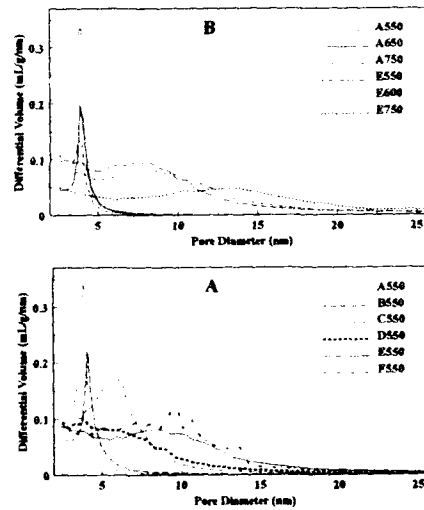 B
A550
A650
A750
E550
E600
E750
Differential Volume (mL/g/nm)
0.3
0.2
0.1
0
5
10
15
20
25
Pore Diameter (nm)
A
A550
B550
C550
D550
E550
F550
Differential Volume (mL/g/nm)
0.3
0.2
0.1
0
5
10
15
20
25
Pore Diameter (nm)